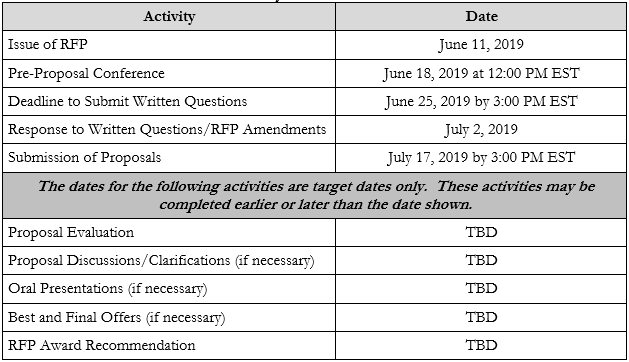 Activity Date
Issue of RFP June 11, 2019
Pre-Proposal Conference June 18, 2019 at 12:00 PM EST
Deadline to Submit Written Questions June 25, 2019 by 3:00 PM EST
Response to Written Questions/RFP Amendments July 2, 2019
Submission of Proposals July 17, 2019 by 3:00 PM EST
The dates for the following activities are target dates only. These activities may be
completed earlier or later than the date shown.
Proposal Evaluation TBD
Proposal Discussions/Clarifications (if necessary) TBD
Oral Presentations (if necessary) TBD
Best and Final Offers (if necessary) TBD
RFP Award Recommendation TBD